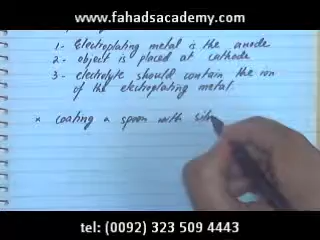 www.fahadsacademy.com
1- Electroplating metal is the anode
2- object is placed at cathode
3- electrolyte should contain the ion
of the electroplating metal
* coating a spoon with silv
tel: (0092) 323 509 4443